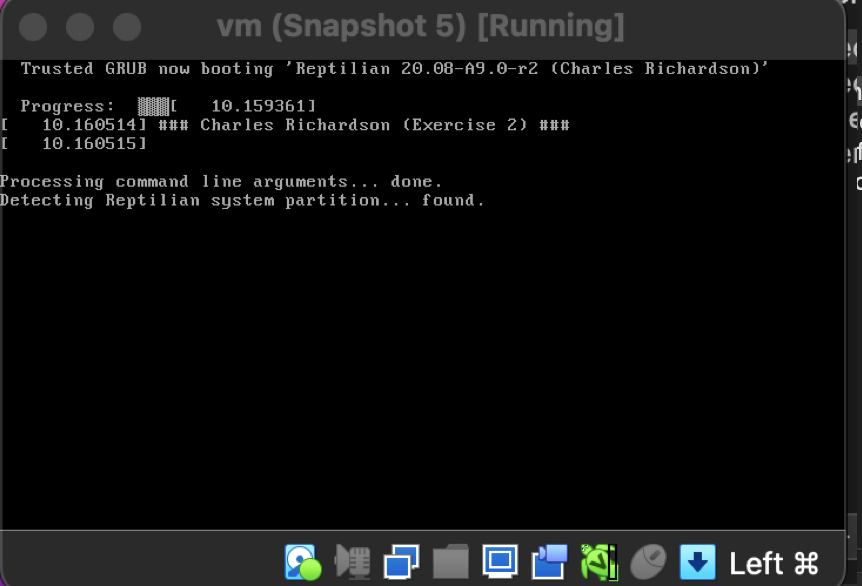 vm (Snapshot 5) [Running]
Trusted GRUB now booting 'Reptilian 20.08-A9.0-r2 (Charles Richardson)'
Progress: ▒▒▒[ 10.159361]
[ 10.160514] ### Charles Richardson (Exercise 2) ###
[ 10.160515]
Processing command line arguments... done.
Detecting Reptilian system partition... found.
Left ⌘